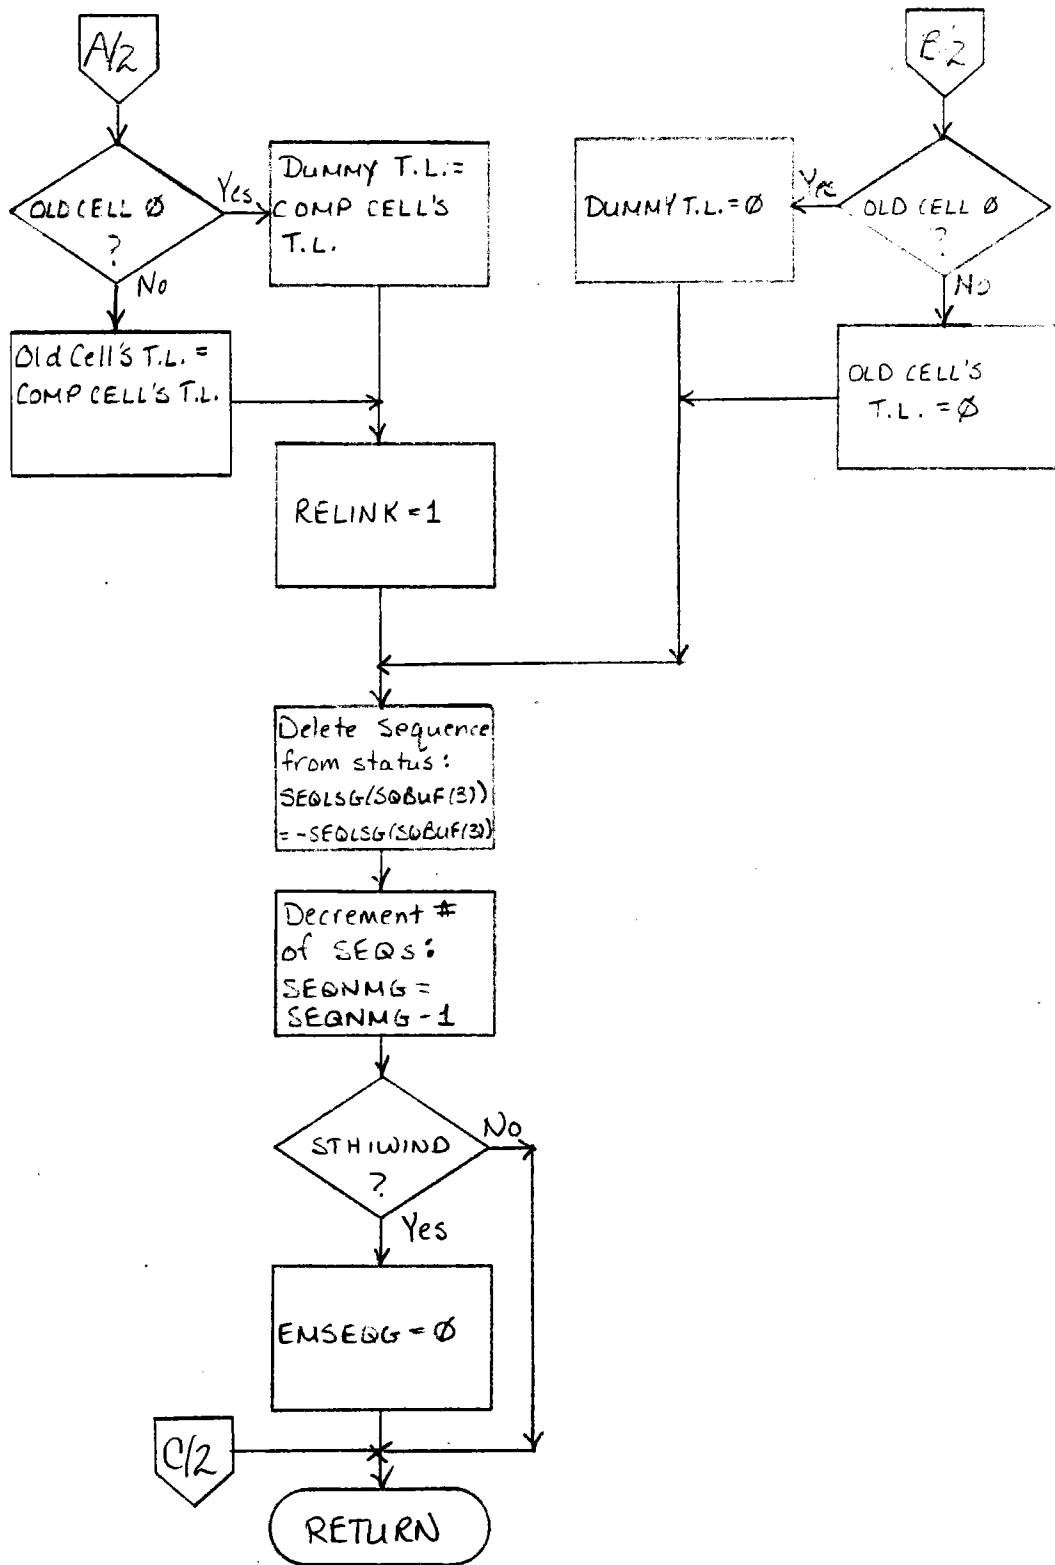 A/2
OLD CELL Ø
?
Yes
No
DUMMY T.L. =
COMP CELL'S
T.L.
Old Cell's T.L. =
COMP CELL'S T.L.
RELINK = 1
B/2
OLD CELL Ø
?
Yes
No
DUMMY T.L. = Ø
OLD CELL'S
T.L. = Ø
Delete Sequence
from status:
SEQLSG(SQBUF(3))
= -SEQLSG(SQBUF(3))
Decrement #
of SEQs:
SEQNMG =
SEQNMG - 1
STHIWIND
?
No
Yes
EMSEQG = Ø
C/2
RETURN